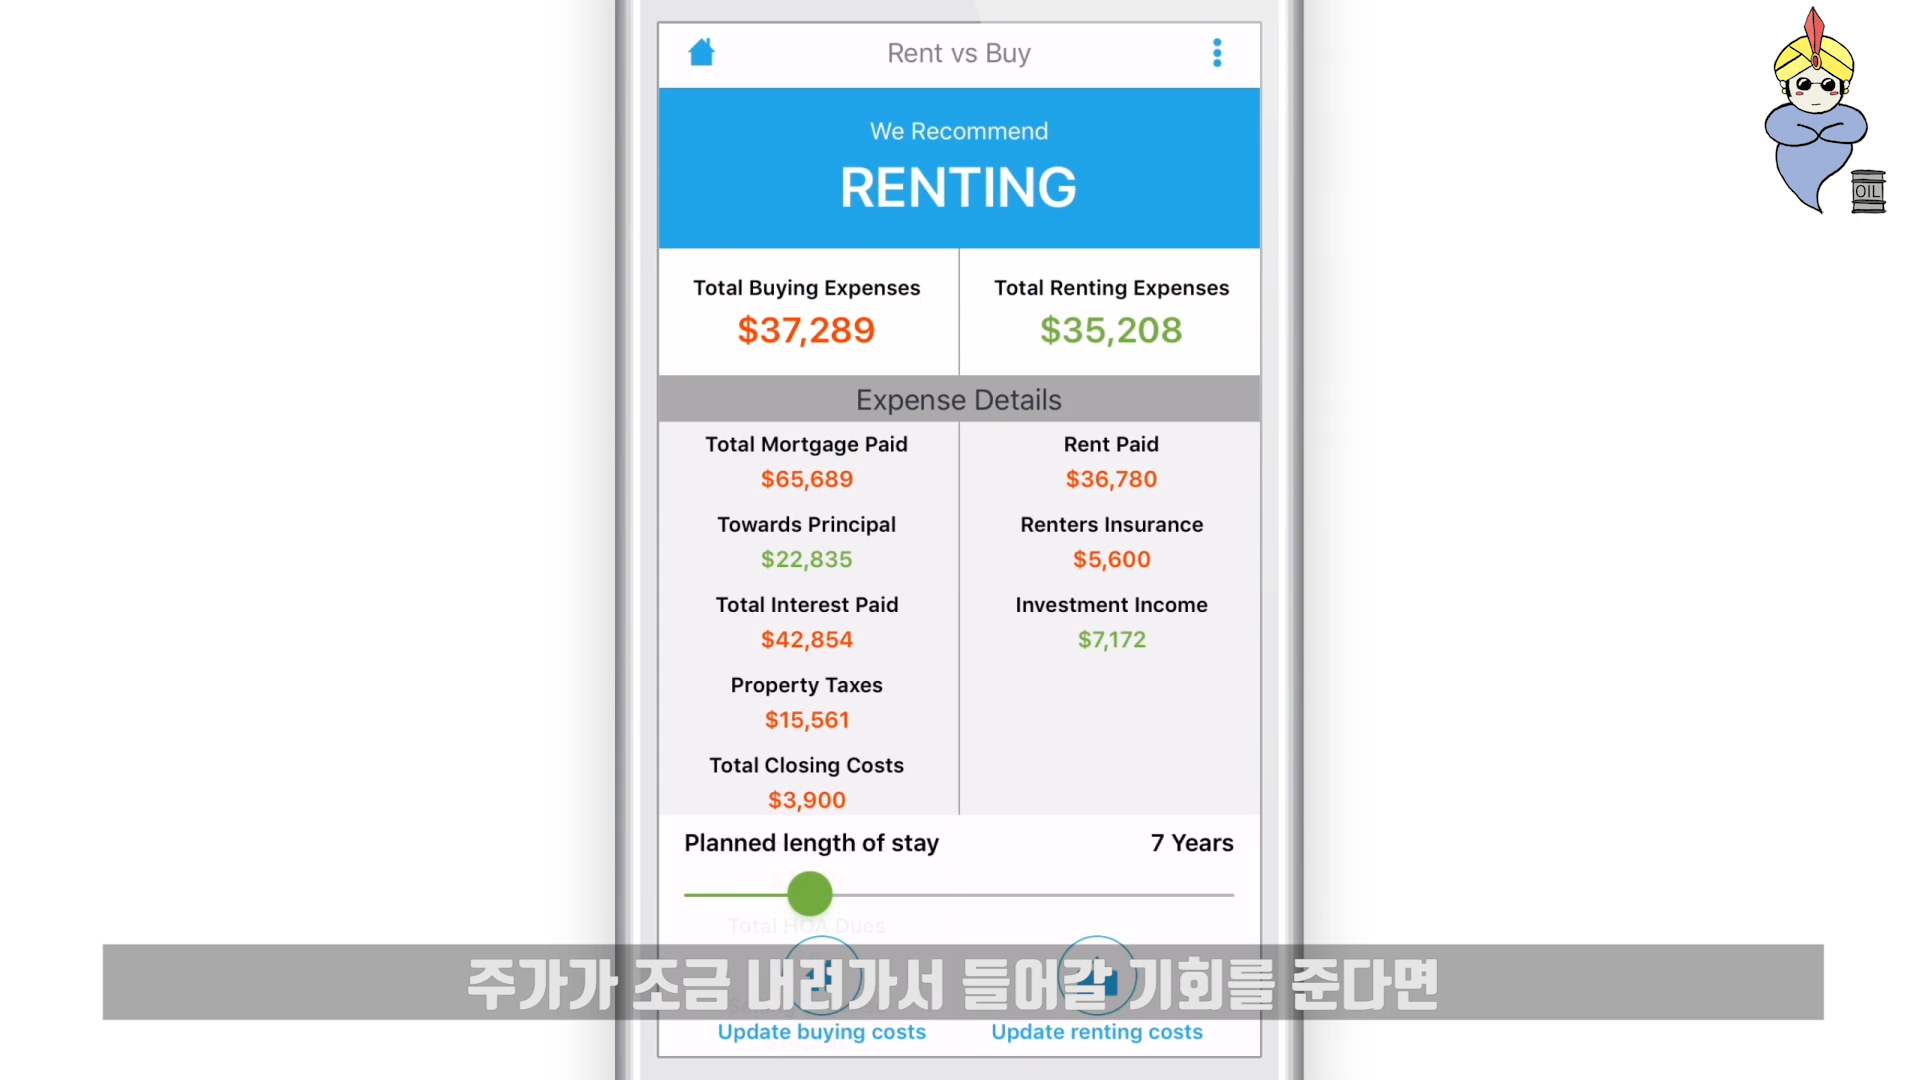 Rent vs Buy
We Recommend
RENTING
Total Buying Expenses
$37,289
Total Renting Expenses
$35,208
Expense Details
Total Mortgage Paid
$65,689
Towards Principal
$22,835
Total Interest Paid
$42,854
Property Taxes
$15,561
Total Closing Costs
$3,900
Rent Paid
$36,780
Renters Insurance
$5,600
Investment Income
$7,172
Planned length of stay
7 Years
Total HOA Dues
주가가 조금 내려가서 들어갈 기회를 준다면
Update buying costs
Update renting costs
OIL